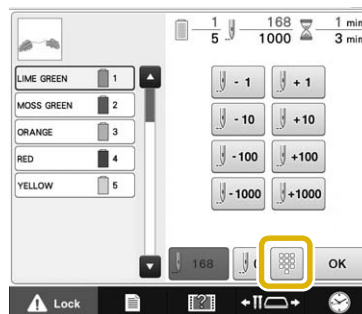 1 168 1 min
5 1000 3 min
LIME GREEN 1
MOSS GREEN 2
ORANGE 3
RED 4
YELLOW 5
- 1 + 1
- 10 +10
- 100 +100
- 1000 +1000
168 OK
Lock